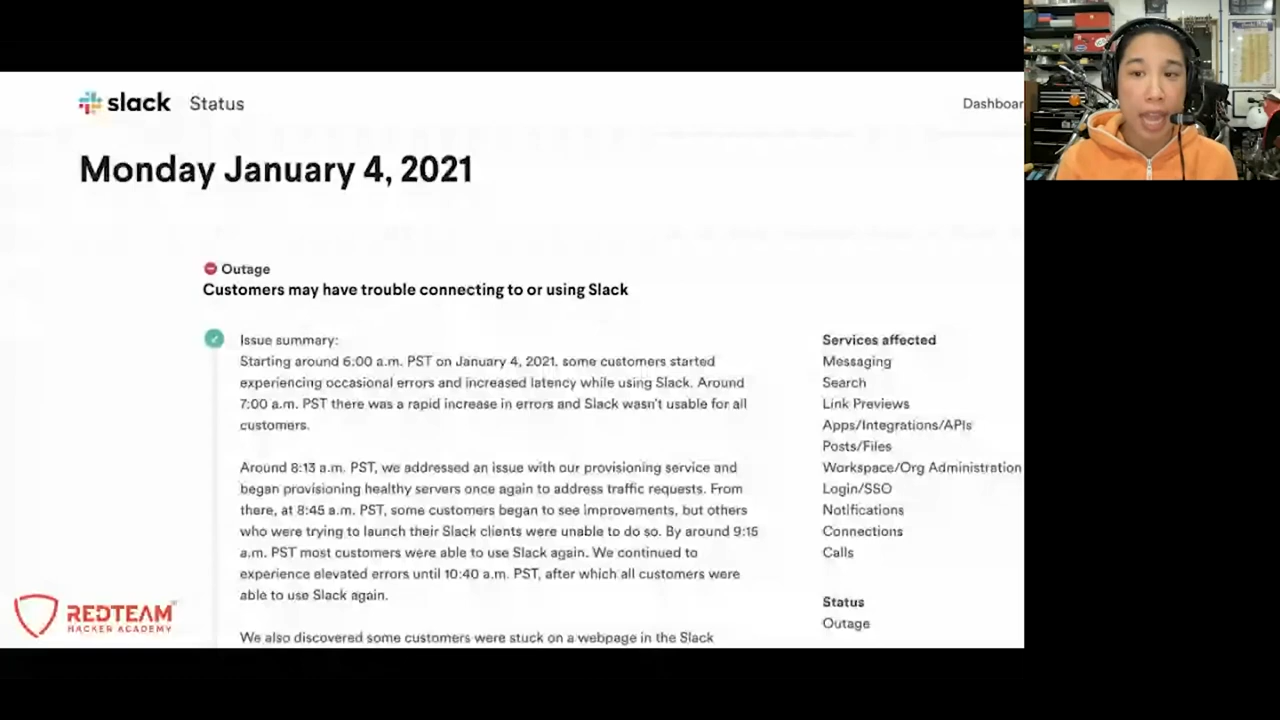 slack Status
Dashboar
Monday January 4, 2021
Outage
Customers may have trouble connecting to or using Slack
Issue summary:
Starting around 6:00 a.m. PST on January 4, 2021, some customers started
experiencing occasional errors and increased latency while using Slack. Around
7:00 a.m. PST there was a rapid increase in errors and Slack wasn't usable for all
customers.
Around 8:13 a.m. PST, we addressed an issue with our provisioning service and
began provisioning healthy servers once again to address traffic requests. From
there, at 8:45 a.m. PST, some customers began to see improvements, but others
who were trying to launch their Slack clients were unable to do so. By around 9:15
a.m. PST most customers were able to use Slack again. We continued to
experience elevated errors until 10:40 a.m. PST, after which all customers were
able to use Slack again.
We also discovered some customers were stuck on a webpage in the Slack
Services affected
Messaging
Search
Link Previews
Apps/Integrations/APIs
Posts/Files
Workspace/Org Administration
Login/SSO
Notifications
Connections
Calls
Status
Outage
REDTEAM
HACKER ACADEMY